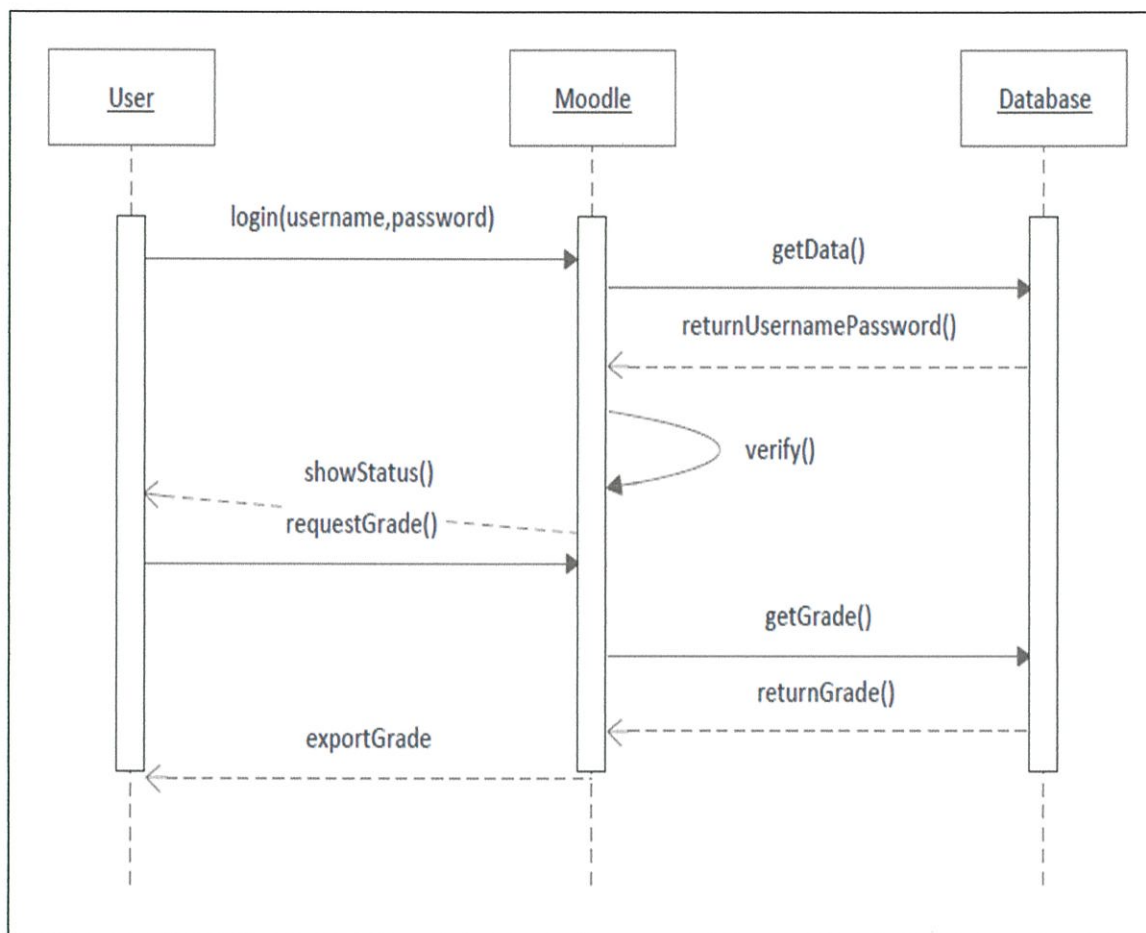 User
Moodle
Database
login(username,password)
getData()
returnUsernamePassword()
verify()
showStatus()
requestGrade()
getGrade()
returnGrade()
exportGrade